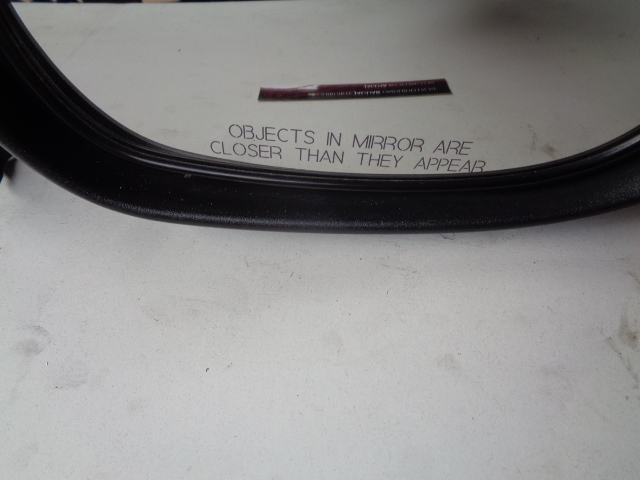 OBJECTS IN MIRROR ARE
CLOSER THAN THEY APPEAR